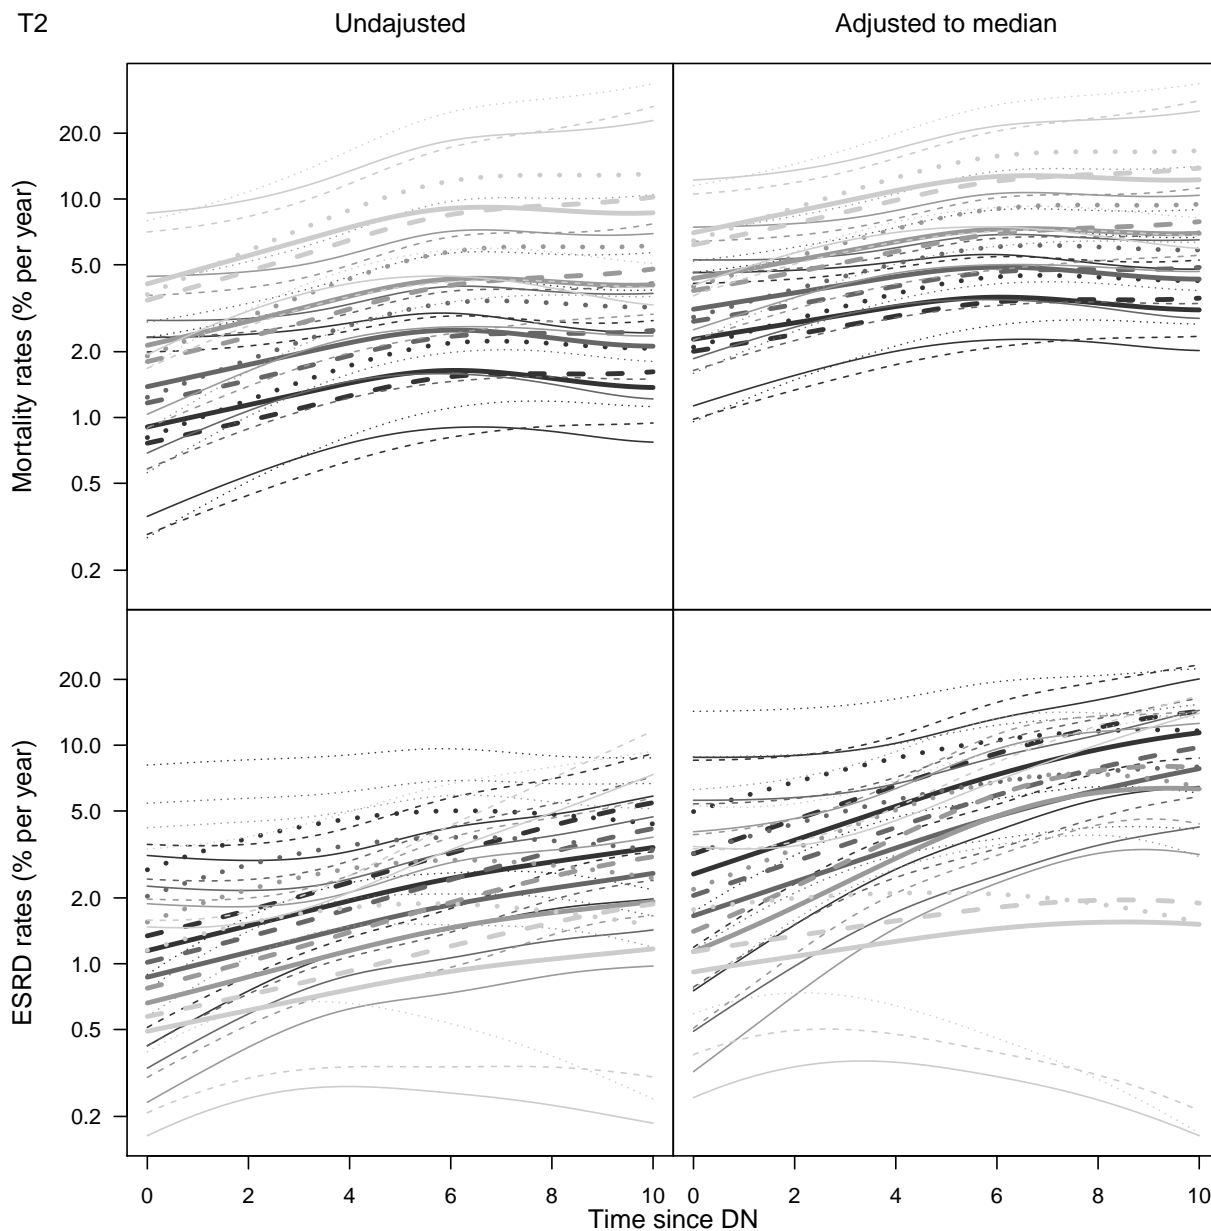 T2
Undajusted
Adjusted to median
Mortality rates (% per year)
20.0
10.0
5.0
2.0
1.0
0.5
0.2
ESRD rates (% per year)
20.0
10.0
5.0
2.0
1.0
0.5
0.2
0 2 4 6 8 10 0 2 4 6 8 10
Time since DN